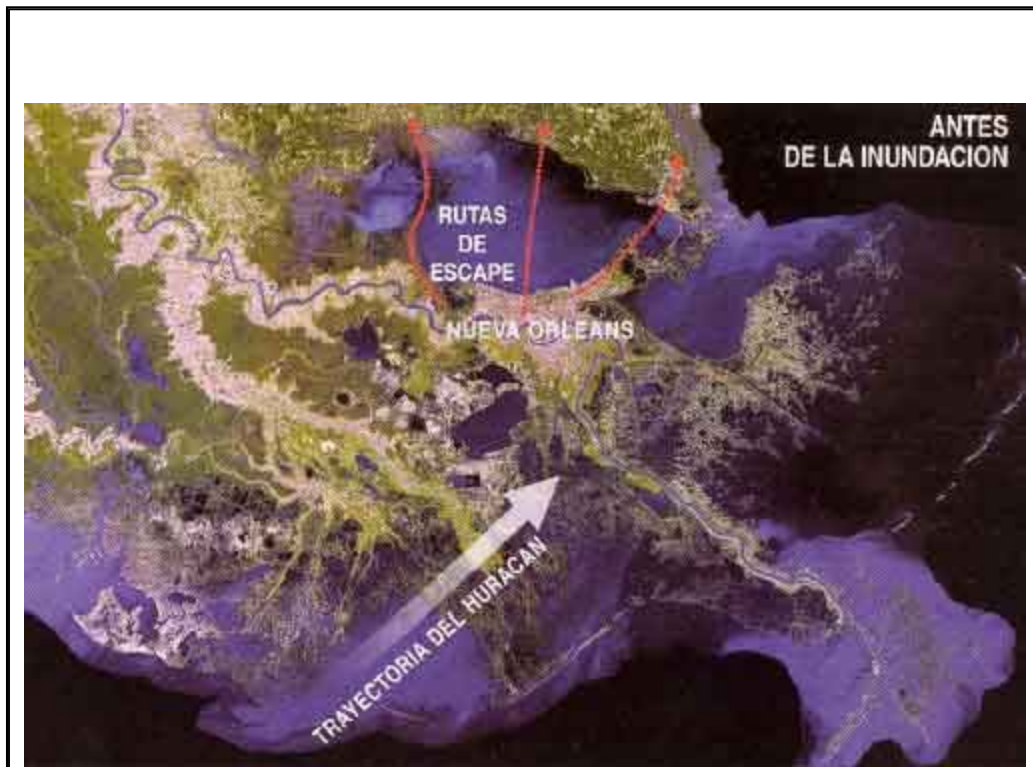 ANTES
DE LA INUNDACION
RUTAS
DE
ESCAPE
NUEVA ORLEANS
TRAYECTORIA DEL HURACAN